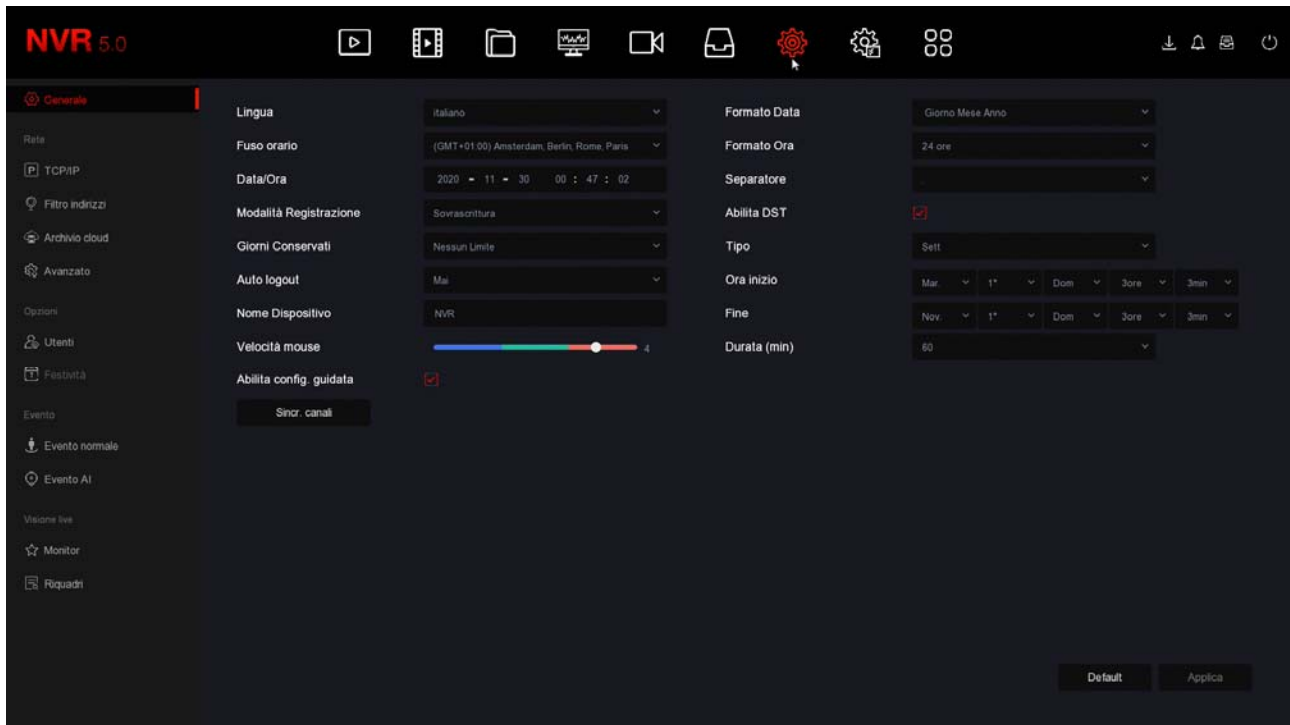 NVR 5.0
Generale
Rete
TCP/IP
Filtro indirizzi
Archivio cloud
Avanzato
Opzioni
Utenti
Festività
Evento
Evento normale
Evento AI
Visione live
Monitor
Riquadri
Lingua italiano
Fuso orario (GMT+01:00) Amsterdam, Berlin, Rome, Paris
Data/Ora 2020 - 11 - 30 00 : 47 : 02
Modalità Registrazione Sovrascrittura
Giorni Conservati Nessun Limite
Auto logout Mai
Nome Dispositivo NVR
Velocità mouse 4
Abilita config. guidata
Sincr. canali
Formato Data Giorno Mese Anno
Formato Ora 24 ore
Separatore
Abilita DST
Tipo Sett
Ora inizio Mar. 1° Dom 3ore 3min
Fine Nov. 1° Dom 3ore 3min
Durata (min) 60
Default Applica